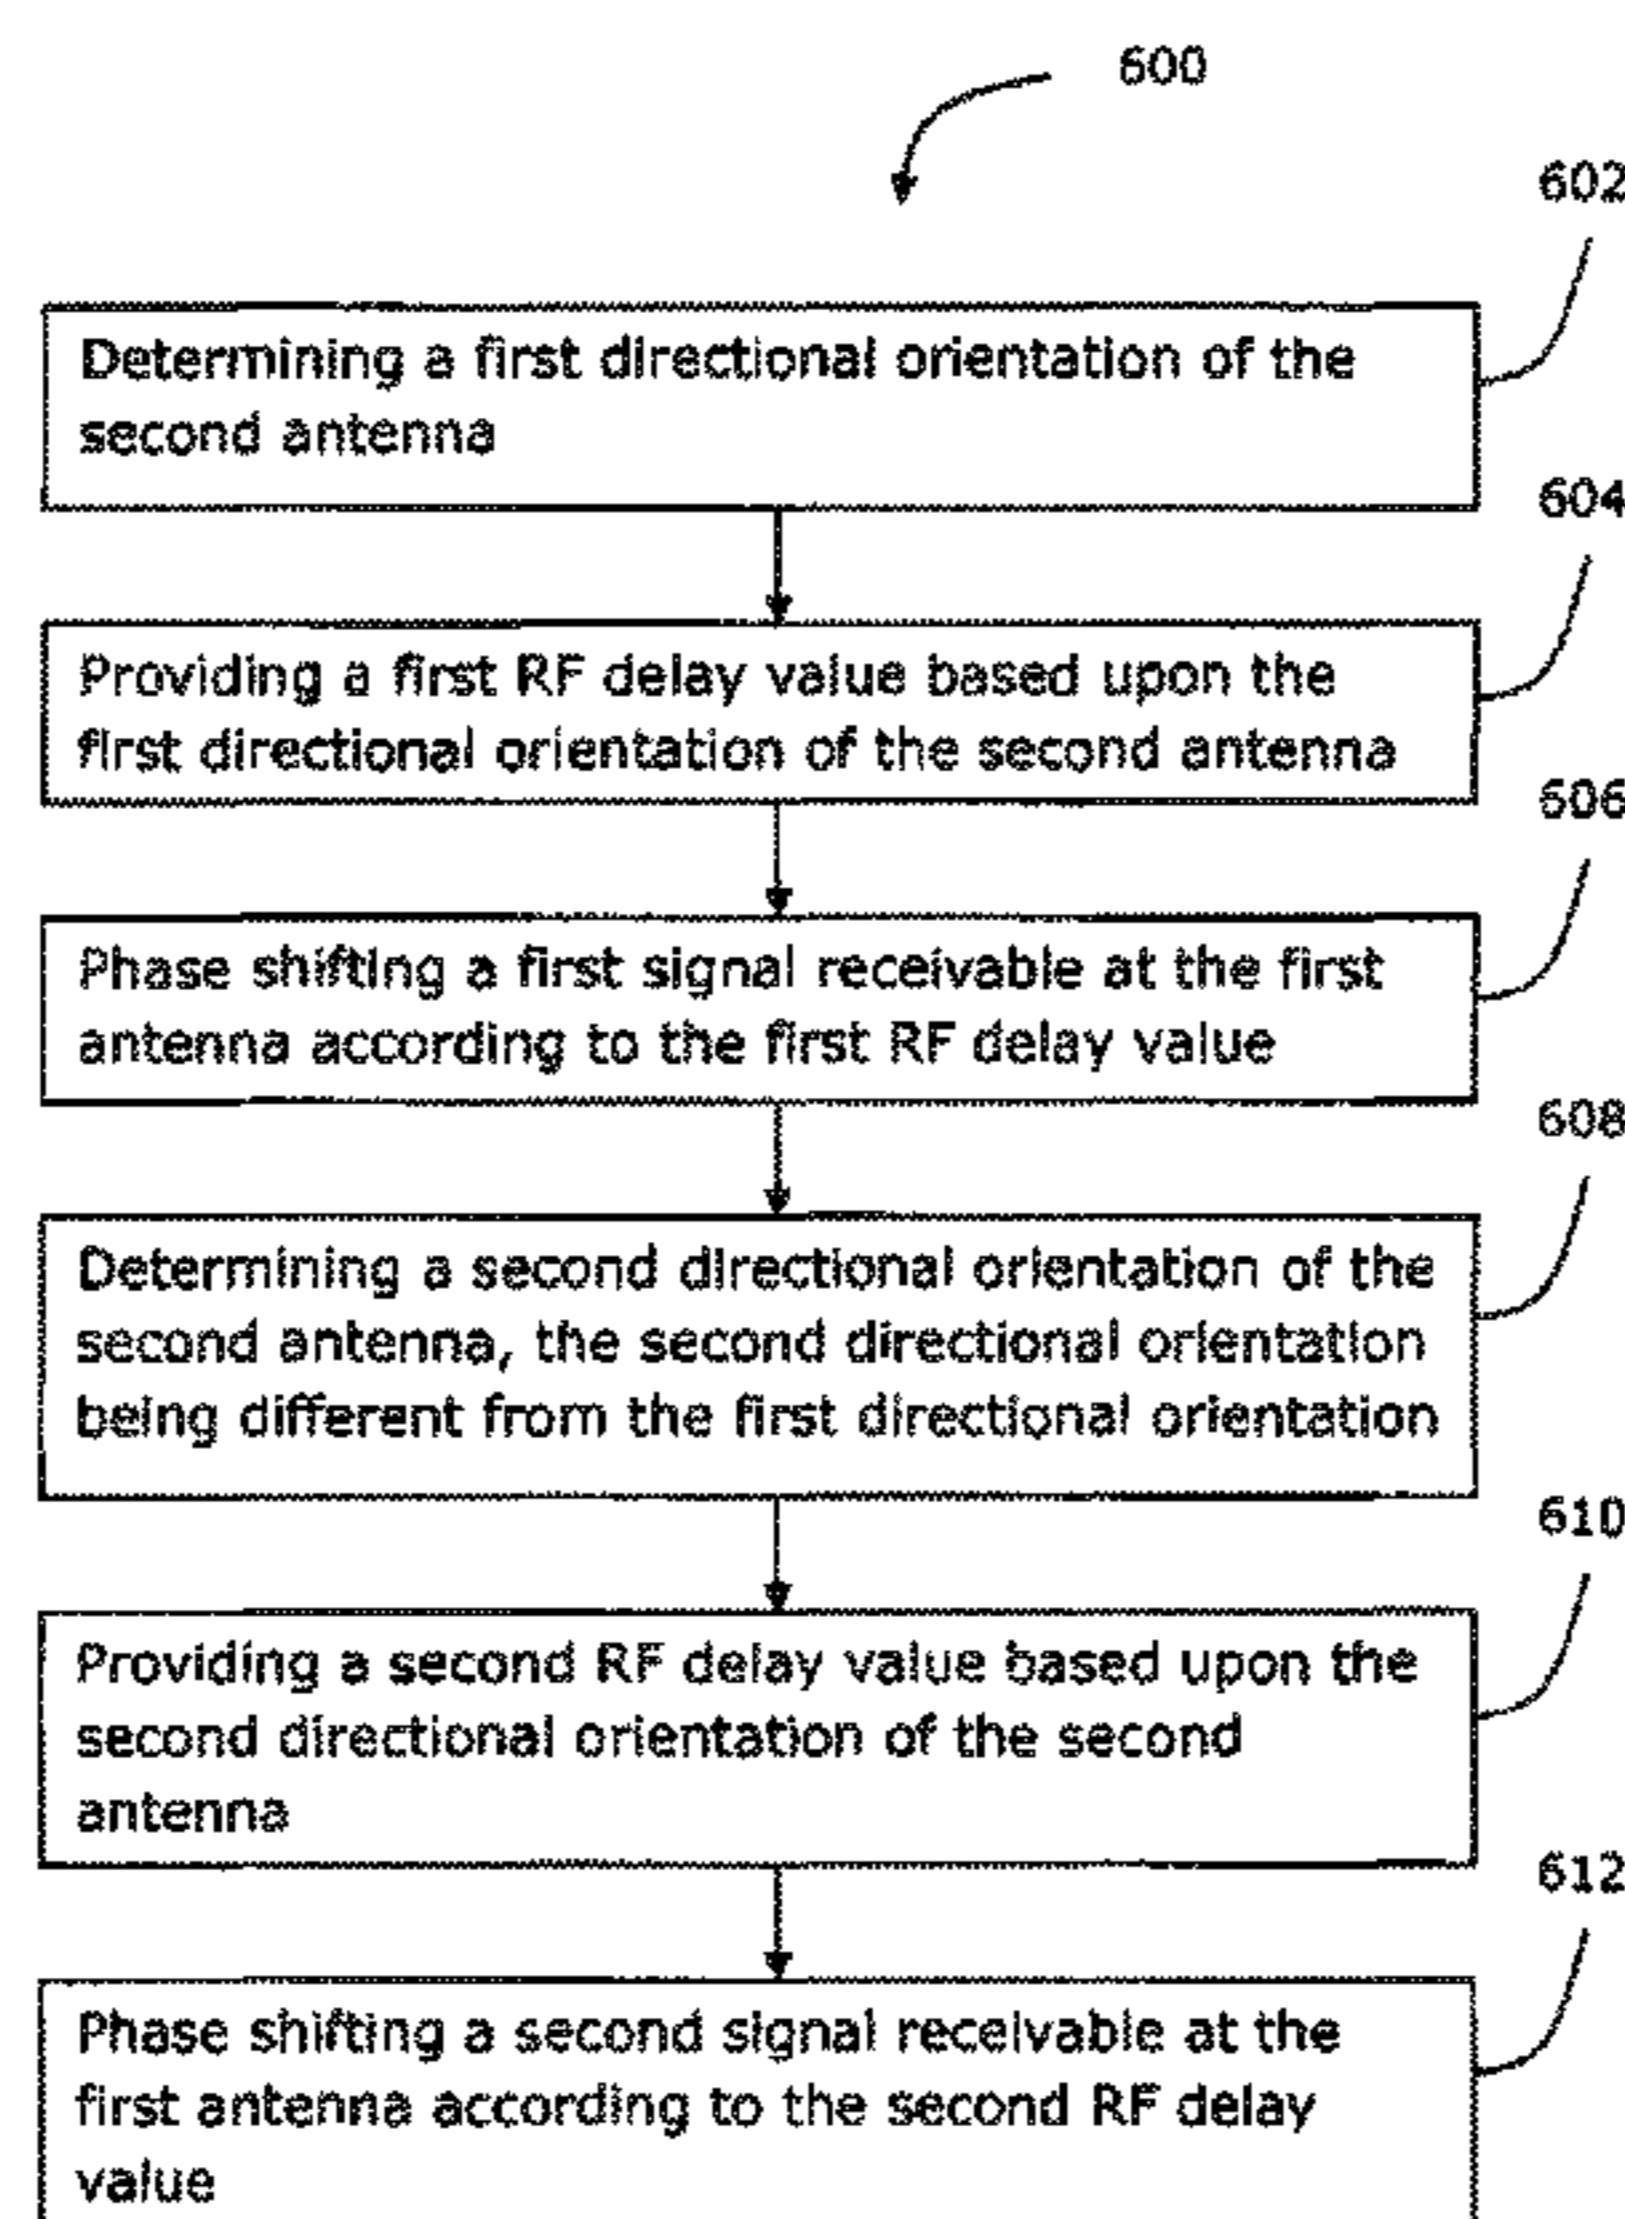 600
602
Determining a first directional orientation of the
second antenna
604
Providing a first RF delay value based upon the
first directional orientation of the second antenna
606
Phase shifting a first signal receivable at the first
antenna according to the first RF delay value
608
Determining a second directional orientation of the
second antenna, the second directional orientation
being different from the first directional orientation
610
Providing a second RF delay value based upon the
second directional orientation of the second
antenna
612
Phase shifting a second signal receivable at the
first antenna according to the second RF delay
value